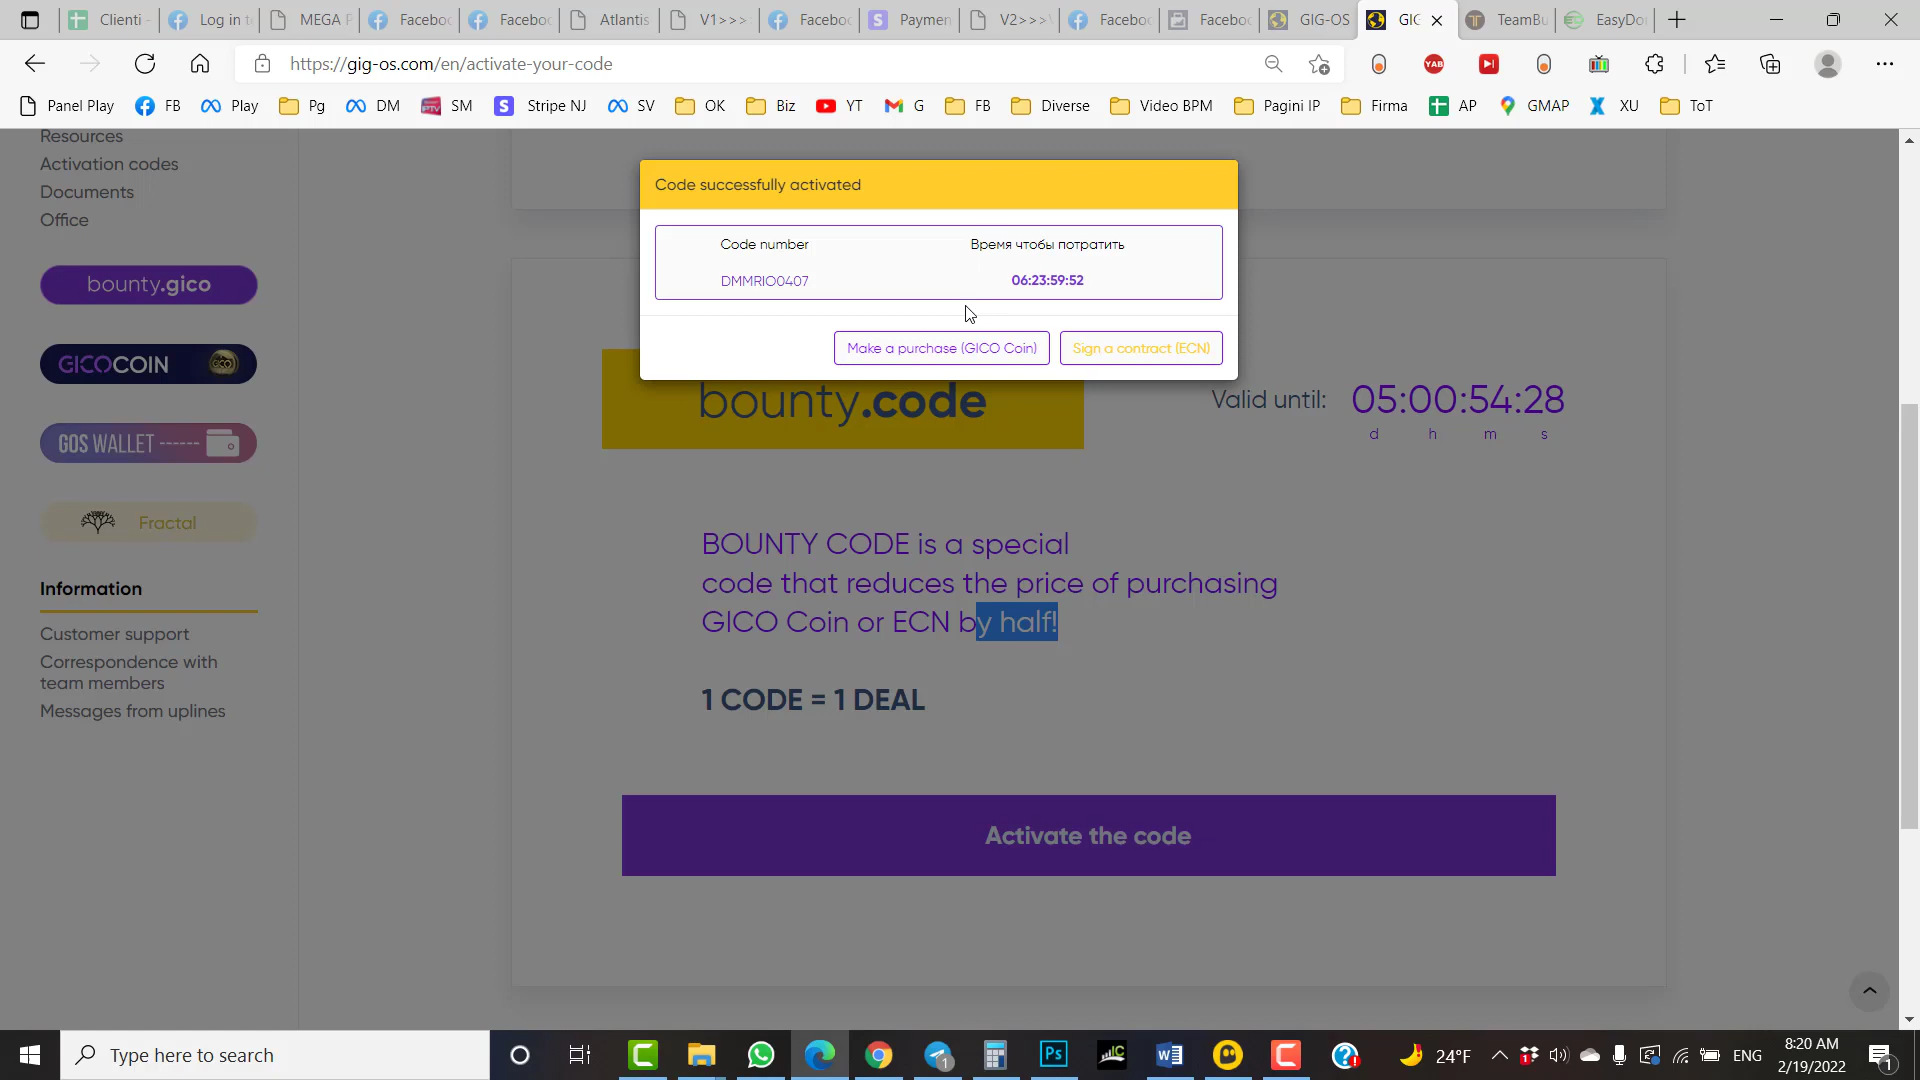 Clienti -
Log in t
MEGA P
Faceboo
Faceboo
Atlantis
V1>>>
Faceboo
Paymen
V2>>>
Faceboo
Faceboo
GIG-OS
GIG
TeamBu
EasyDo
https://gig-os.com/en/activate-your-code
YAB
Panel Play
FB
Play
Pg
DM
SM
Stripe NJ
SV
OK
Biz
YT
G
FB
Diverse
Video BPM
Pagini IP
Firma
AP
GMAP
XU
ToT
Resources
Activation codes
Documents
Office
bounty.gico
GICOCOIN
GOS WALLET ------
Fractal
Information
Customer support
Correspondence with
team members
Messages from uplines
Code successfully activated
Code number
Время чтобы потратить
DMMRIO0407
06:23:59:52
Make a purchase (GICO Coin)
Sign a contract (ECN)
bounty.code
Valid until:
05:00:54:28
d h m s
BOUNTY CODE is a special
code that reduces the price of purchasing
GICO Coin or ECN by half!
1 CODE = 1 DEAL
Activate the code
Type here to search
1
Ps
24°F
ENG
8:20 AM
2/19/2022
1